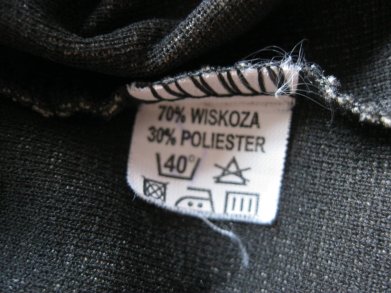 70% WISKOZA
30% POLIESTER
40°